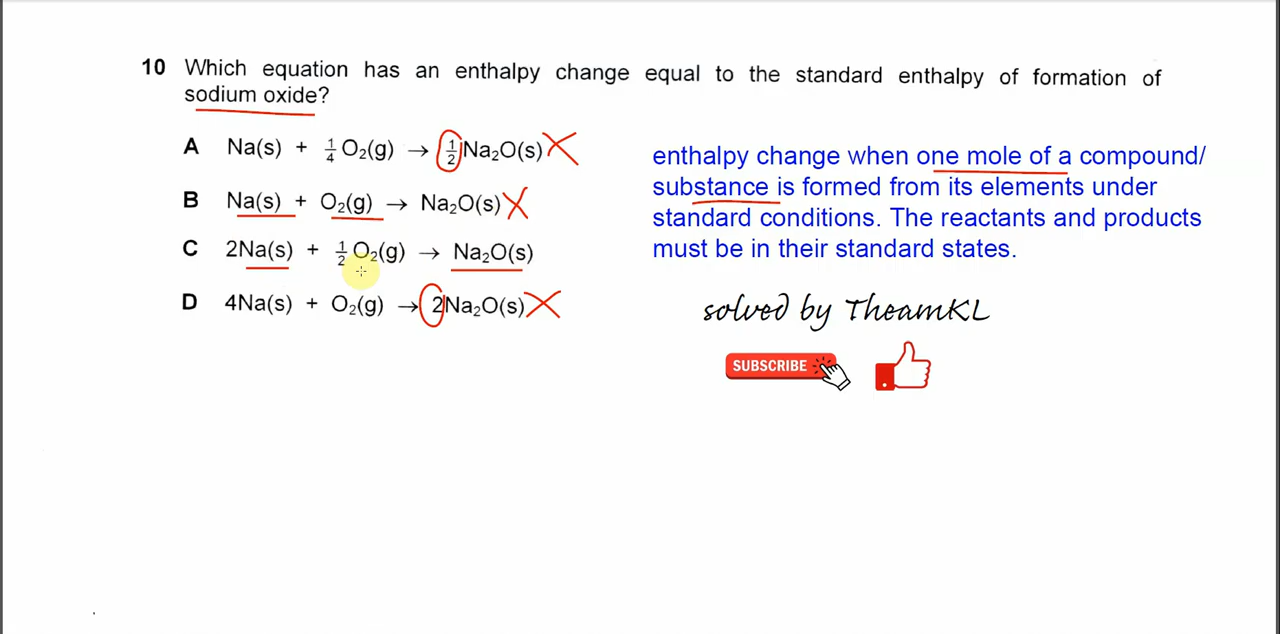 10 Which equation has an enthalpy change equal to the standard enthalpy of formation of
sodium oxide?
A Na(s) + ¼O₂(g) → ½Na₂O(s)
B Na(s) + O₂(g) → Na₂O(s)
C 2Na(s) + ½O₂(g) → Na₂O(s)
D 4Na(s) + O₂(g) → 2Na₂O(s)
enthalpy change when one mole of a compound/
substance is formed from its elements under
standard conditions. The reactants and products
must be in their standard states.
solved by TheamKL
SUBSCRIBE